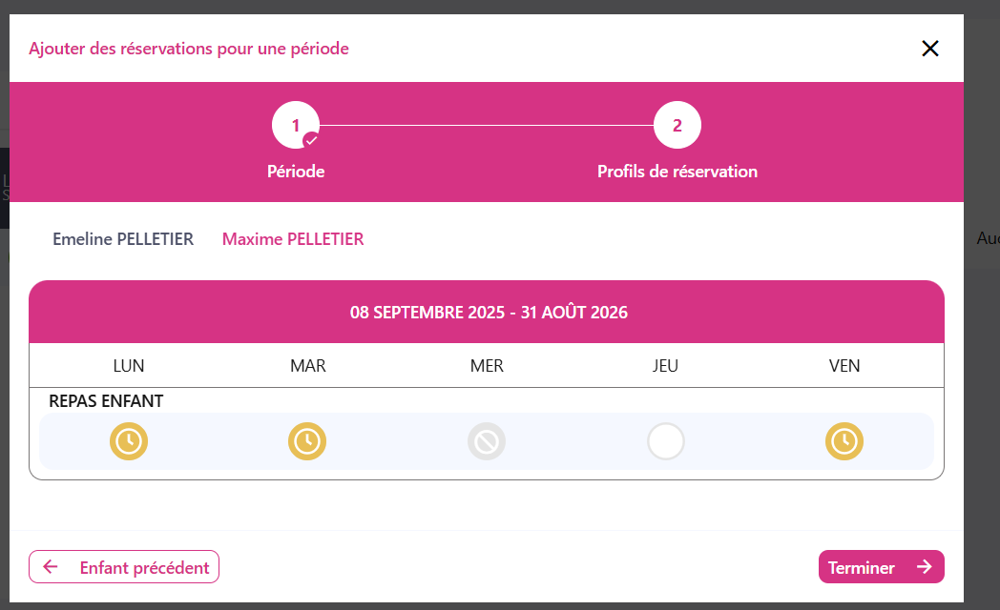 Ajouter des réservations pour une période
1
2
Période
Profils de réservation
Emeline PELLETIER
Maxime PELLETIER
08 SEPTEMBRE 2025 - 31 AOÛT 2026
LUN MAR MER JEU VEN
REPAS ENFANT
Enfant précédent
Terminer